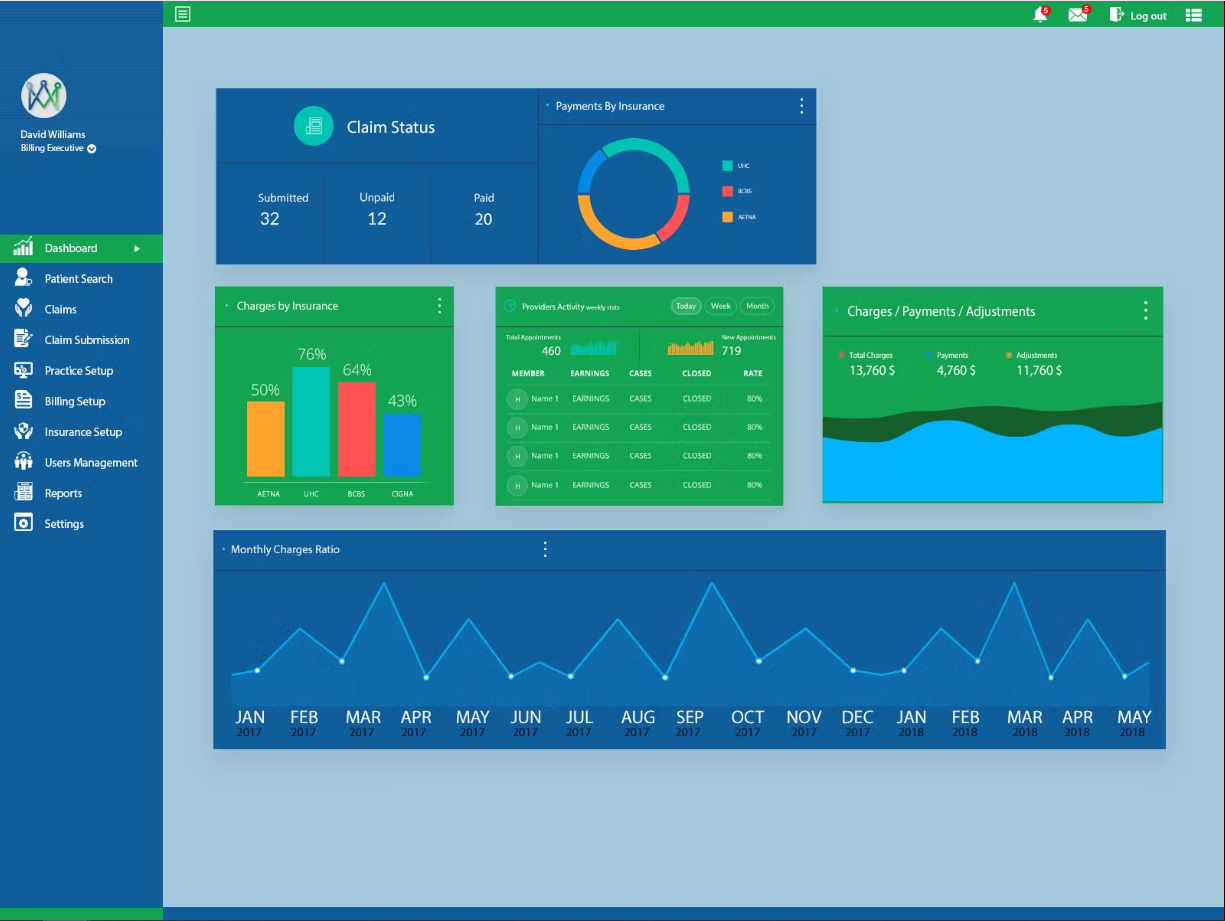 5
5
Log out
David Williams
Billing Executive
Dashboard
Patient Search
Claims
Claim Submission
Practice Setup
Billing Setup
Insurance Setup
Users Management
Reports
Settings
Claim Status
Submitted Unpaid Paid
32 12 20
Payments By Insurance
UHC
BCBS
AETNA
Charges by Insurance
50% 76% 64% 43%
AETNA UHC BCBS CIGNA
Providers Activity weekly stats Today Week Month
Total Appointments New Appointments
460 719
MEMBER EARNINGS CASES CLOSED RATE
H Name 1 EARNINGS CASES CLOSED 80%
H Name 1 EARNINGS CASES CLOSED 80%
H Name 1 EARNINGS CASES CLOSED 80%
H Name 1 EARNINGS CASES CLOSED 80%
Charges / Payments / Adjustments
Total Charges Payments Adjustments
13,760 $ 4,760 $ 11,760 $
Monthly Charges Ratio
JAN FEB MAR APR MAY JUN JUL AUG SEP OCT NOV DEC JAN FEB MAR APR MAY
2017 2017 2017 2017 2017 2017 2017 2017 2017 2017 2017 2017 2018 2018 2018 2018 2018